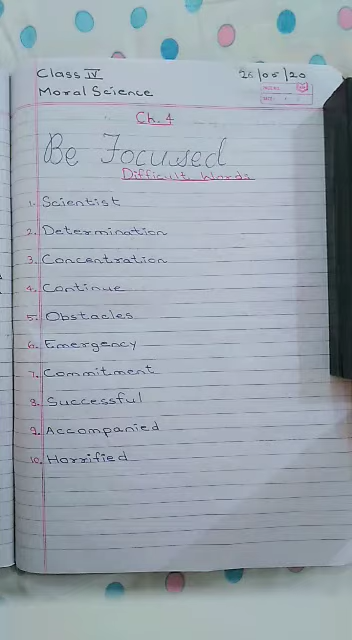 Class IV
26/05/20
Moral Science
Ch. 4
Be Focused
Difficult Words
1. Scientist
2. Determination
3. Concentration
4. Continue
5. Obstacles
6. Emergency
7. Commitment
8. Successful
9. Accompanied
10. Horrified